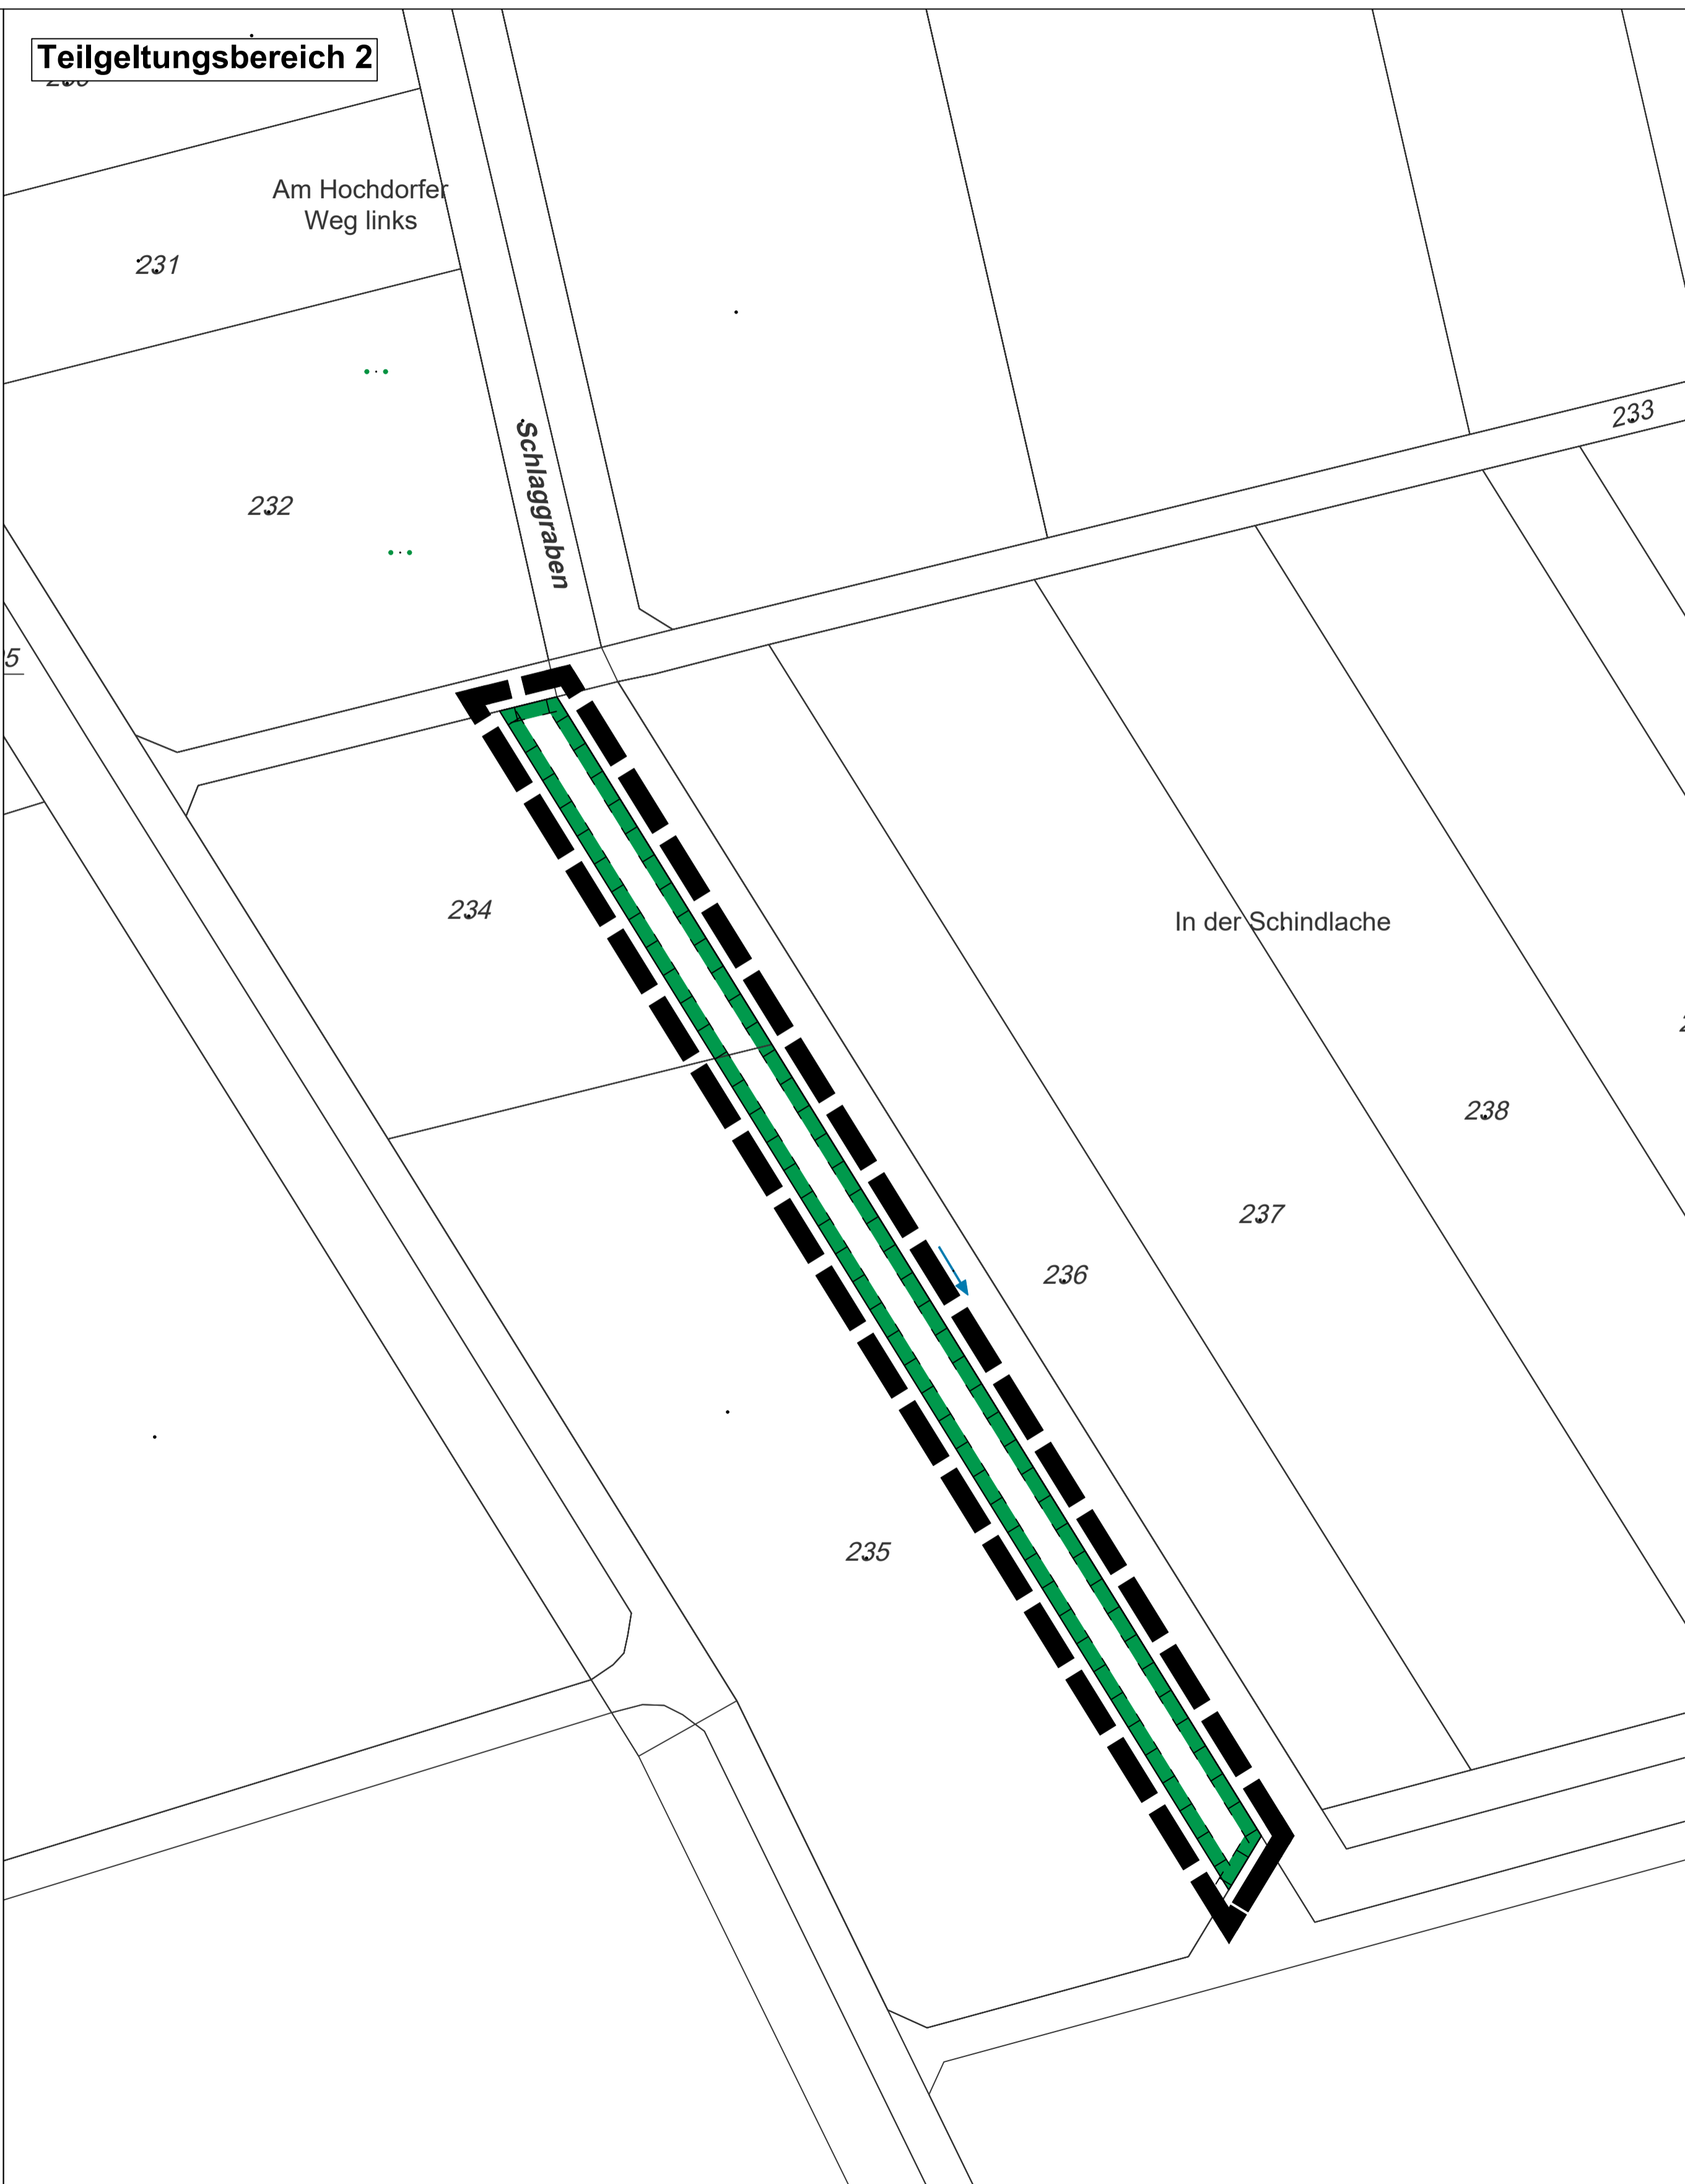 Teilgeltungsbereich 2
Am Hochdorfer
Weg links
231
233
Schlaggraben
232
5
234
In der Schindlache
238
237
236
235